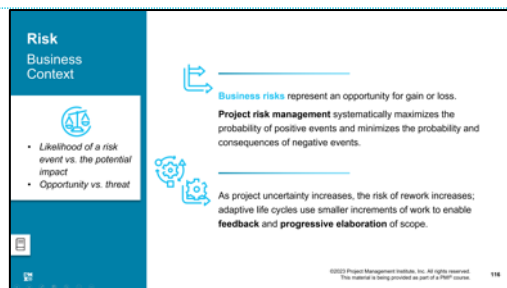 Risk
Business
Context
• Likelihood of a risk
event vs. the potential
impact
• Opportunity vs. threat
Business risks represent an opportunity for gain or loss.
Project risk management systematically maximizes the
probability of positive events and minimizes the probability and
consequences of negative events.
As project uncertainty increases, the risk of rework increases;
adaptive life cycles use smaller increments of work to enable
feedback and progressive elaboration of scope.
©2023 Project Management Institute, Inc. All rights reserved.
This material is being provided as part of a PMP® course.
116